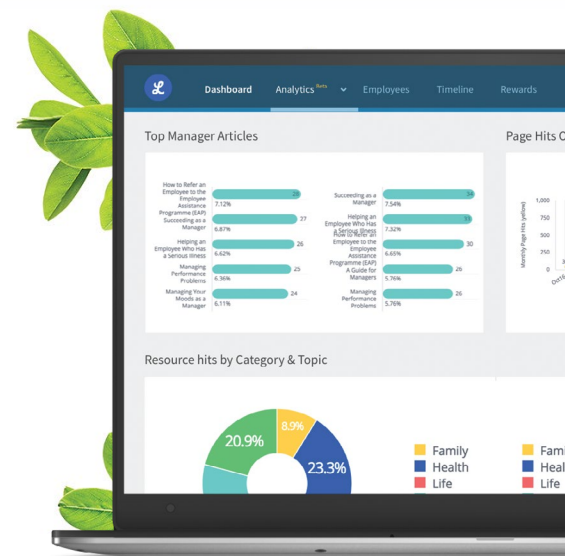 L
Dashboard
Analytics Beta
Employees
Timeline
Rewards
Top Manager Articles
Page Hits O
How to Refer an
Employee to the
Employee
Assistance
Programme (EAP)
28
7.12%
Succeeding as a
Manager
27
6.87%
Helping an
Employee Who Has
a Serious Illness
26
6.62%
Managing
Performance
Problems
25
6.36%
Managing Your
Moods as a
Manager
24
6.11%
Succeeding as a
Manager
34
7.54%
Helping an
Employee Who Has
a Serious Illness
33
7.32%
How to Refer an
Employee to the
Employee
Assistance
Programme (EAP)
30
6.65%
A Guide for
Managers
26
5.76%
Managing
Performance
Problems
26
5.76%
Monthly Page Hits (yellow)
1,000
750
500
250
0
3
Oct16
Resource hits by Category & Topic
20.9%
8.9%
23.3%
Family
Health
Life
Fami
Heal
Life